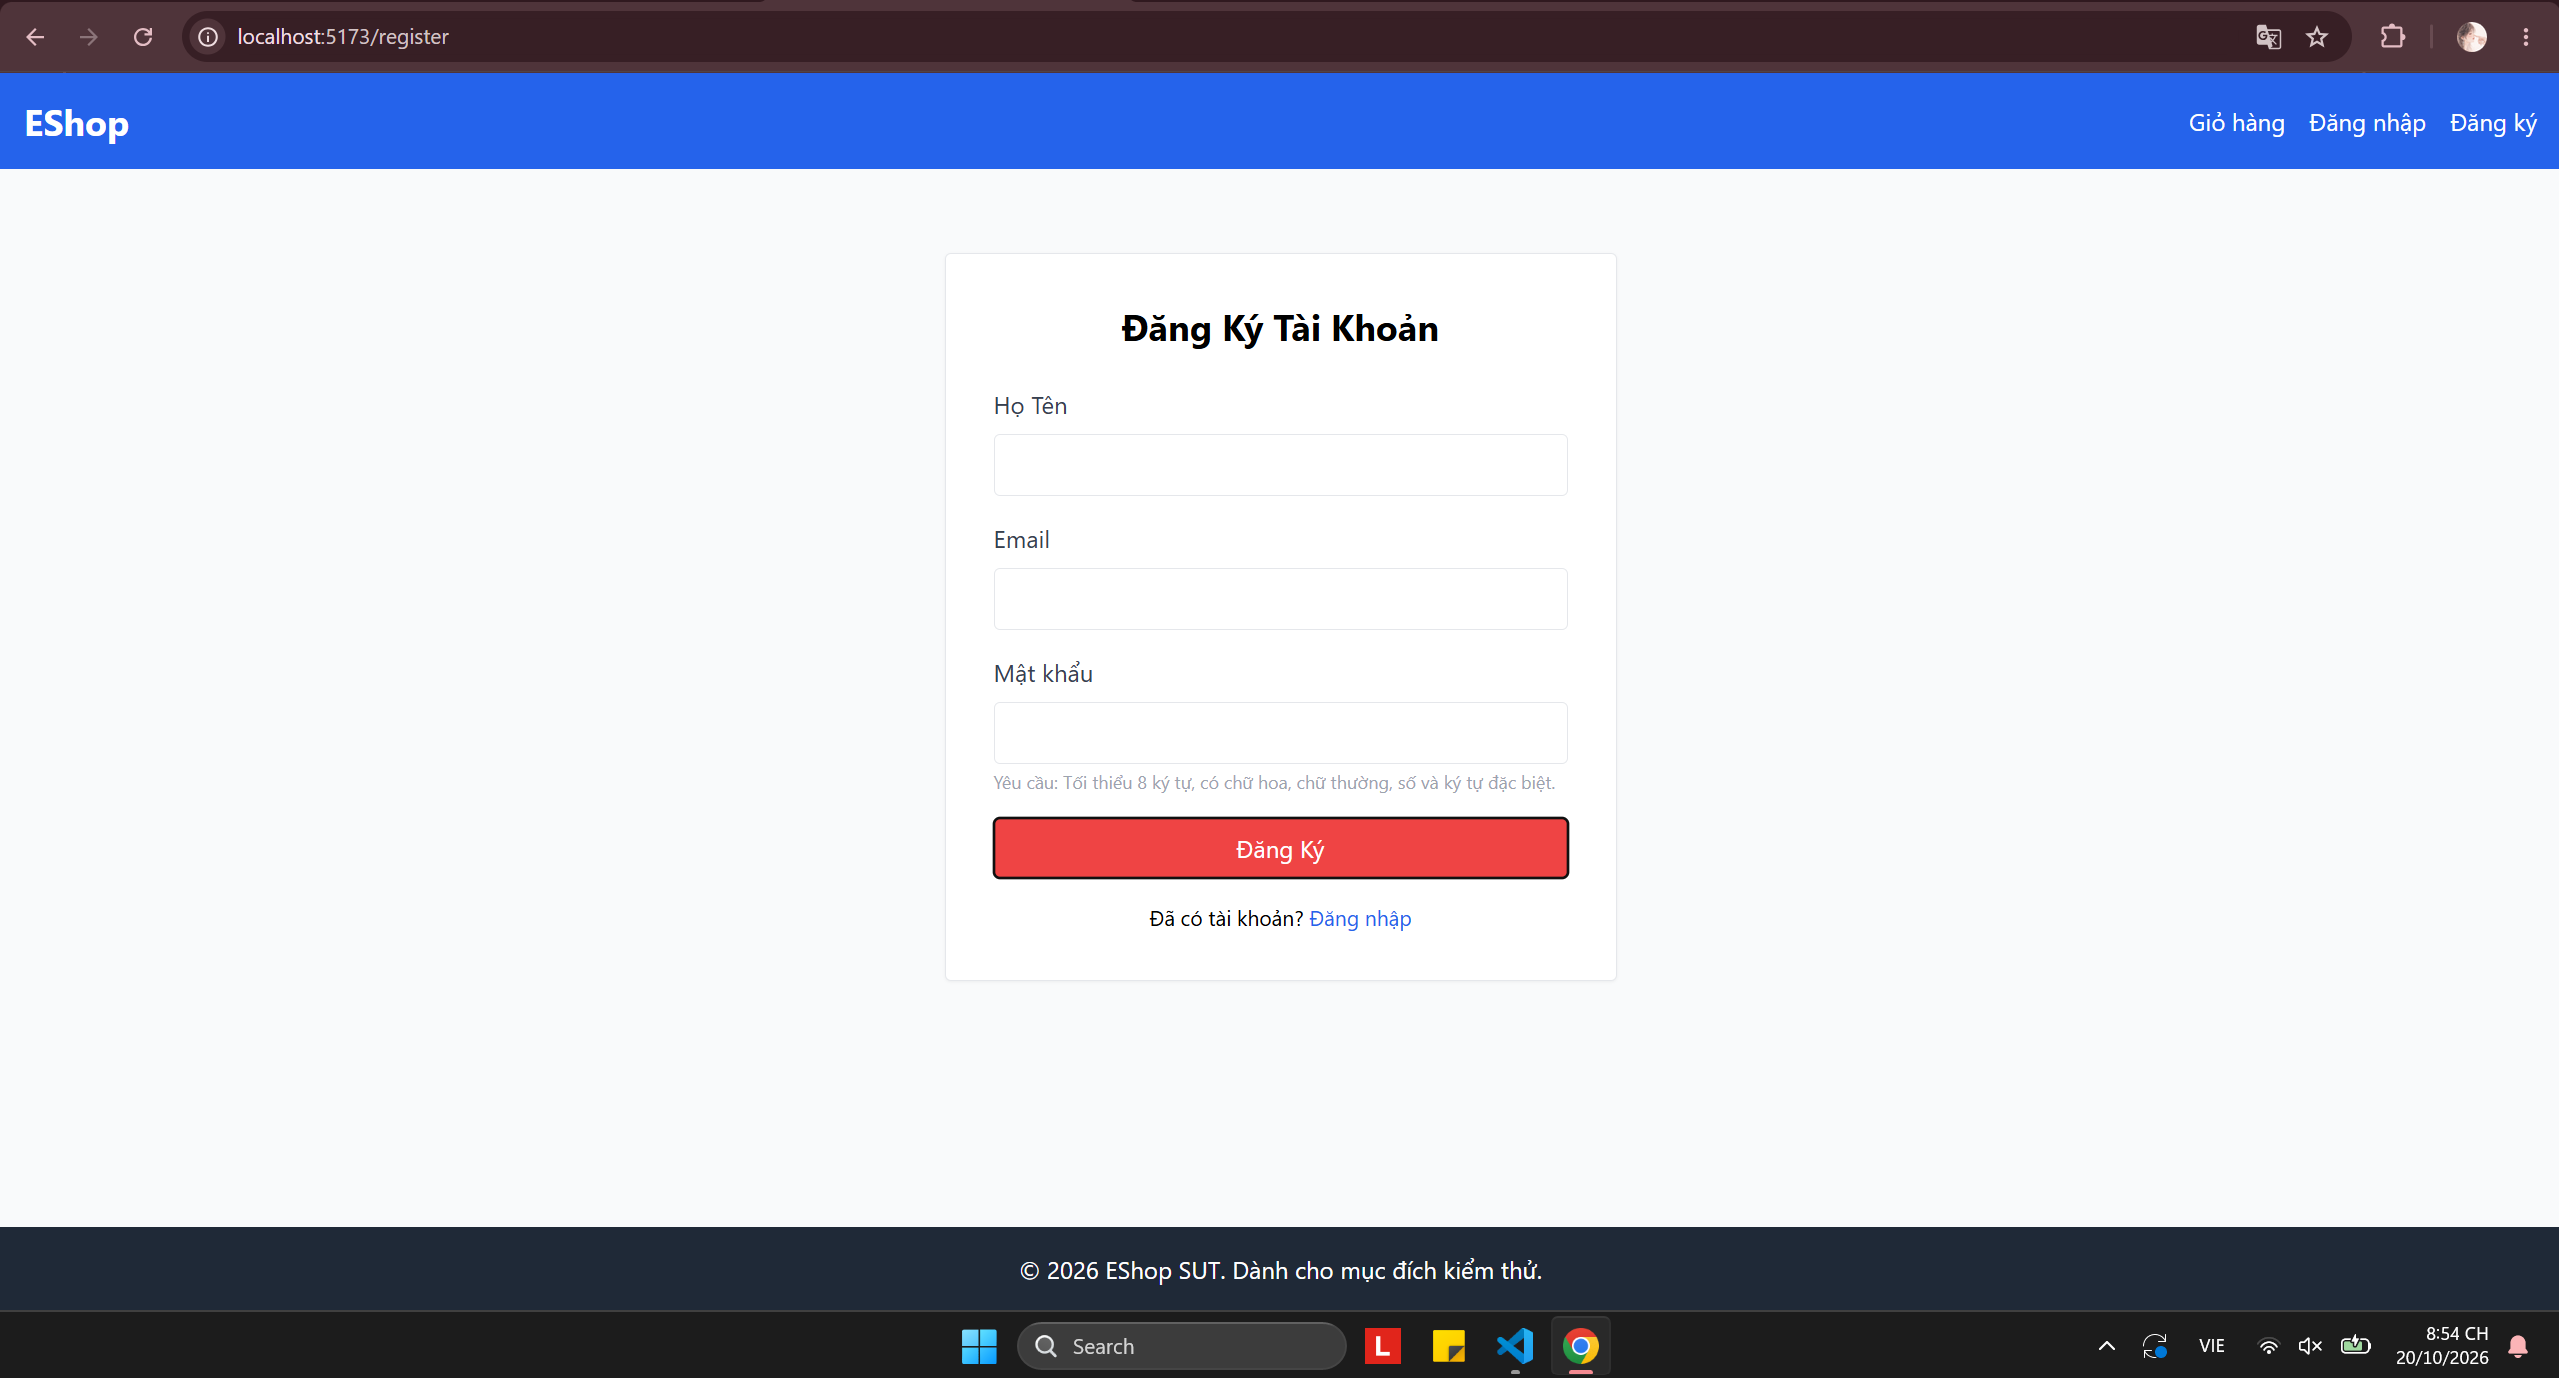 localhost:5173/register
EShop
Giỏ hàng Đăng nhập Đăng ký
Đăng Ký Tài Khoản
Họ Tên
Email
Mật khẩu
Yêu cầu: Tối thiểu 8 ký tự, có chữ hoa, chữ thường, số và ký tự đặc biệt.
Đăng Ký
Đã có tài khoản? Đăng nhập
© 2026 EShop SUT. Dành cho mục đích kiểm thử.
Search
L
VIE
8:54 CH
20/10/2026